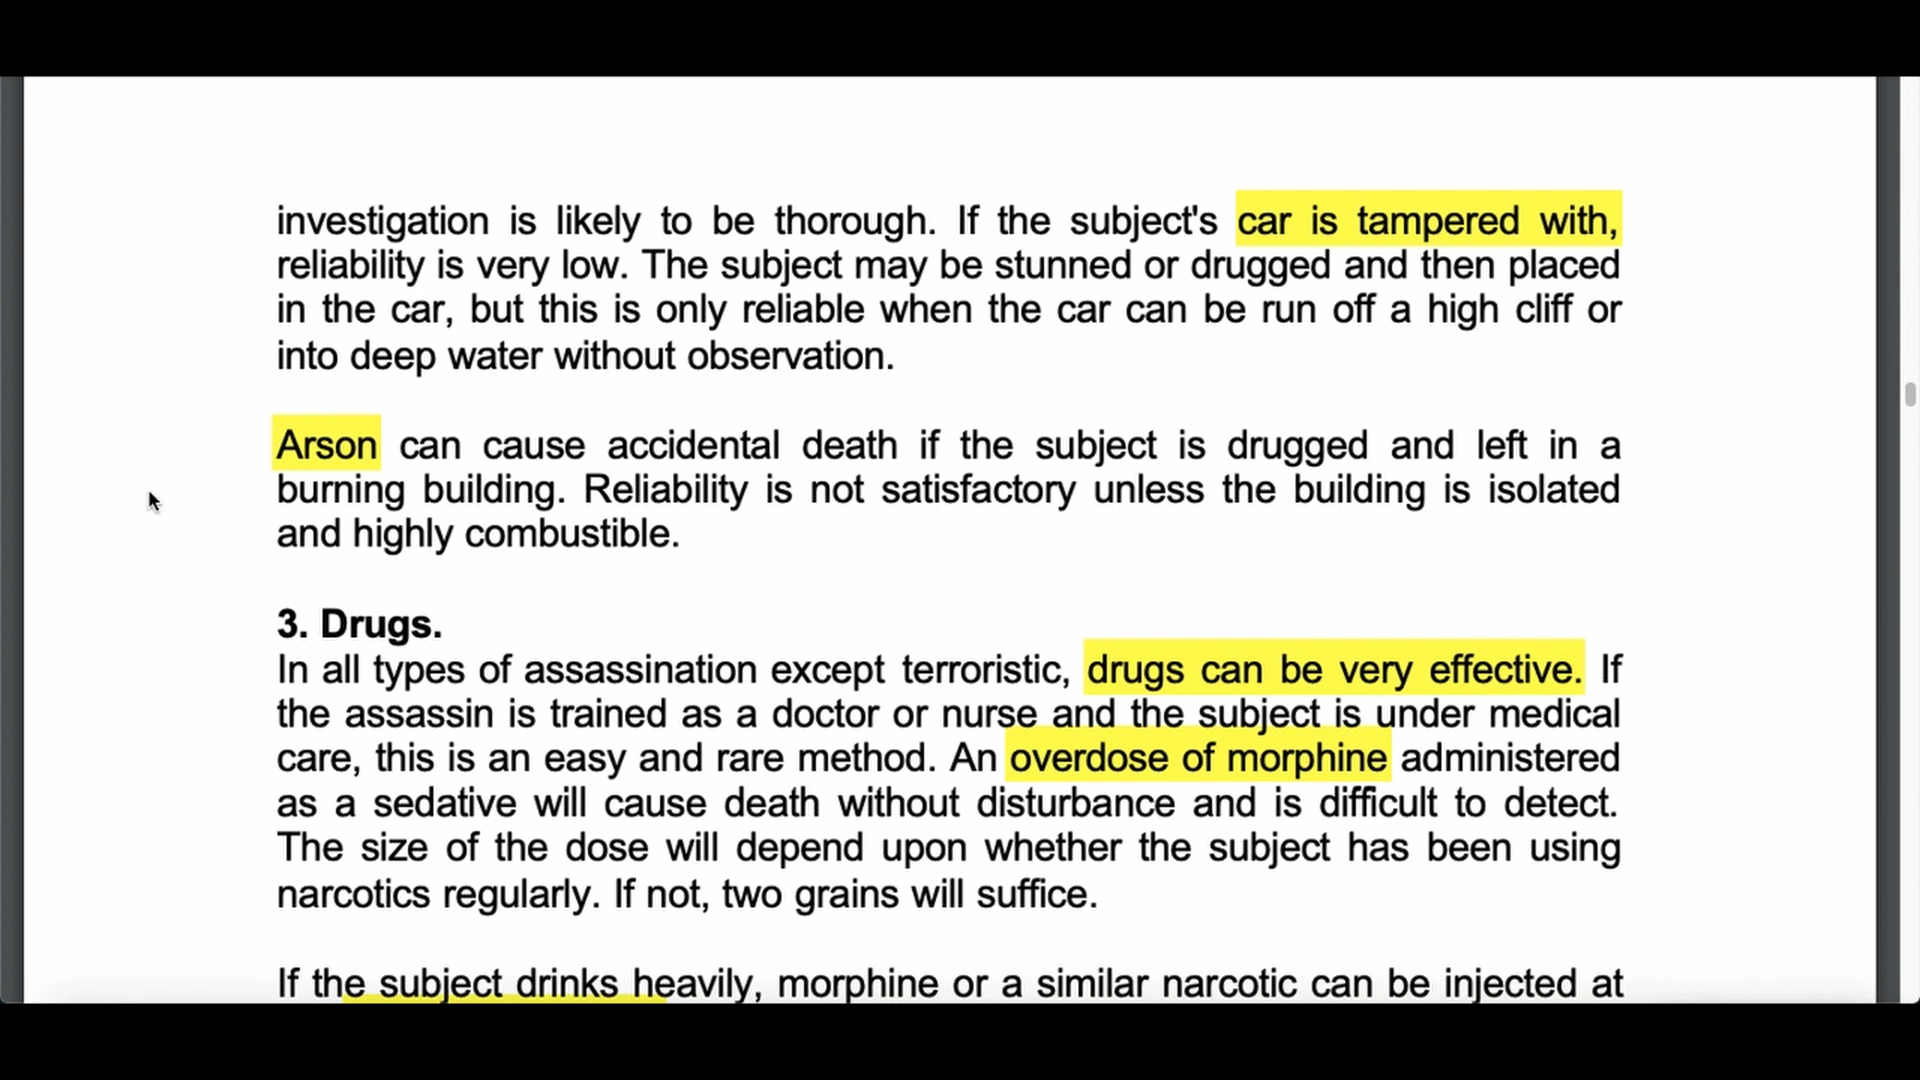 investigation is likely to be thorough. If the subject's car is tampered with,
reliability is very low. The subject may be stunned or drugged and then placed
in the car, but this is only reliable when the car can be run off a high cliff or
into deep water without observation.
Arson can cause accidental death if the subject is drugged and left in a
burning building. Reliability is not satisfactory unless the building is isolated
and highly combustible.
3. Drugs.
In all types of assassination except terroristic, drugs can be very effective. If
the assassin is trained as a doctor or nurse and the subject is under medical
care, this is an easy and rare method. An overdose of morphine administered
as a sedative will cause death without disturbance and is difficult to detect.
The size of the dose will depend upon whether the subject has been using
narcotics regularly. If not, two grains will suffice.
If the subject drinks heavily, morphine or a similar narcotic can be injected at